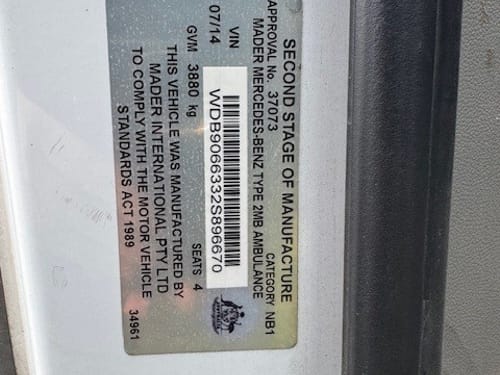 SECOND STAGE OF MANUFACTURE
APPROVAL No. 37073 CATEGORY NB1
MADER MERCEDES-BENZ TYPE 2MB AMBULANCE
VIN WDB9066332S896670
07/14
GVM 3880 kg SEATS 4
THIS VEHICLE WAS MANUFACTURED BY
MADER INTERNATIONAL PTY LTD
TO COMPLY WITH THE MOTOR VEHICLE
STANDARDS ACT 1989
34961